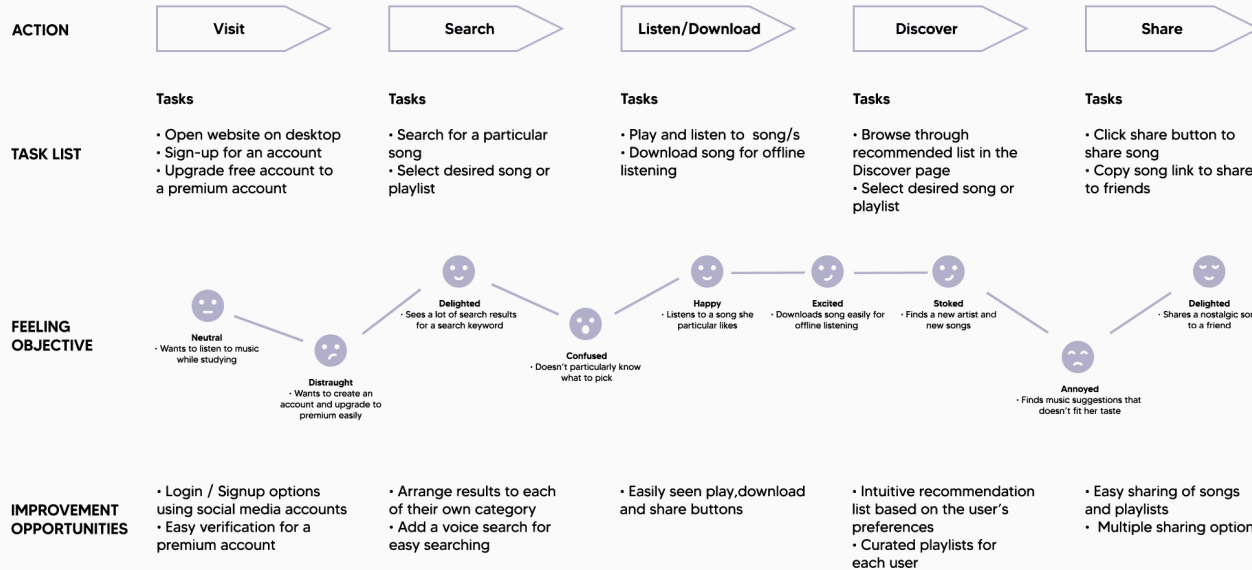 ACTION
Visit
Search
Listen/Download
Discover
Share
TASK LIST
Tasks
• Open website on desktop
• Sign-up for an account
• Upgrade free account to
a premium account
Tasks
• Search for a particular
song
• Select desired song or
playlist
Tasks
• Play and listen to song/s
• Download song for offline
listening
Tasks
• Browse through
recommended list in the
Discover page
• Select desired song or
playlist
Tasks
• Click share button to
share song
• Copy song link to share
to friends
FEELING
OBJECTIVE
Neutral
• Wants to listen to music
while studying
Distraught
• Wants to create an
account and upgrade to
premium easily
Delighted
• Sees a lot of search results
for a search keyword
Confused
• Doesn't particularly know
what to pick
Happy
• Listens to a song she
particular likes
Excited
• Downloads song easily for
offline listening
Stoked
• Finds a new artist and
new songs
Annoyed
• Finds music suggestions that
doesn't fit her taste
Delighted
• Shares a nostalgic
to a friend
IMPROVEMENT
OPPORTUNITIES
• Login / Signup options
using social media accounts
• Easy verification for a
premium account
• Arrange results to each
of their own category
• Add a voice search for
easy searching
• Easily seen play,download
and share buttons
• Intuitive recommendation
list based on the user's
preferences
• Curated playlists for
each user
• Easy sharing of songs
and playlists
• Multiple sharing option